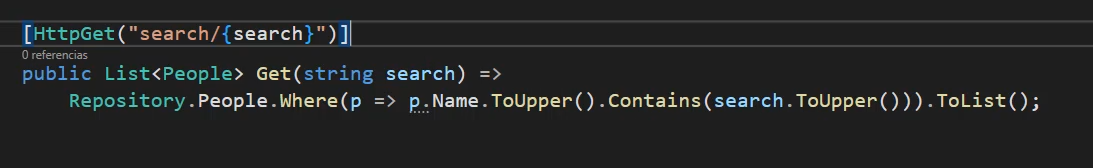 [HttpGet("search/{search}")]
0 referencias
public List<People> Get(string search) =>
Repository.People.Where(p => p.Name.ToUpper().Contains(search.ToUpper())).ToList();